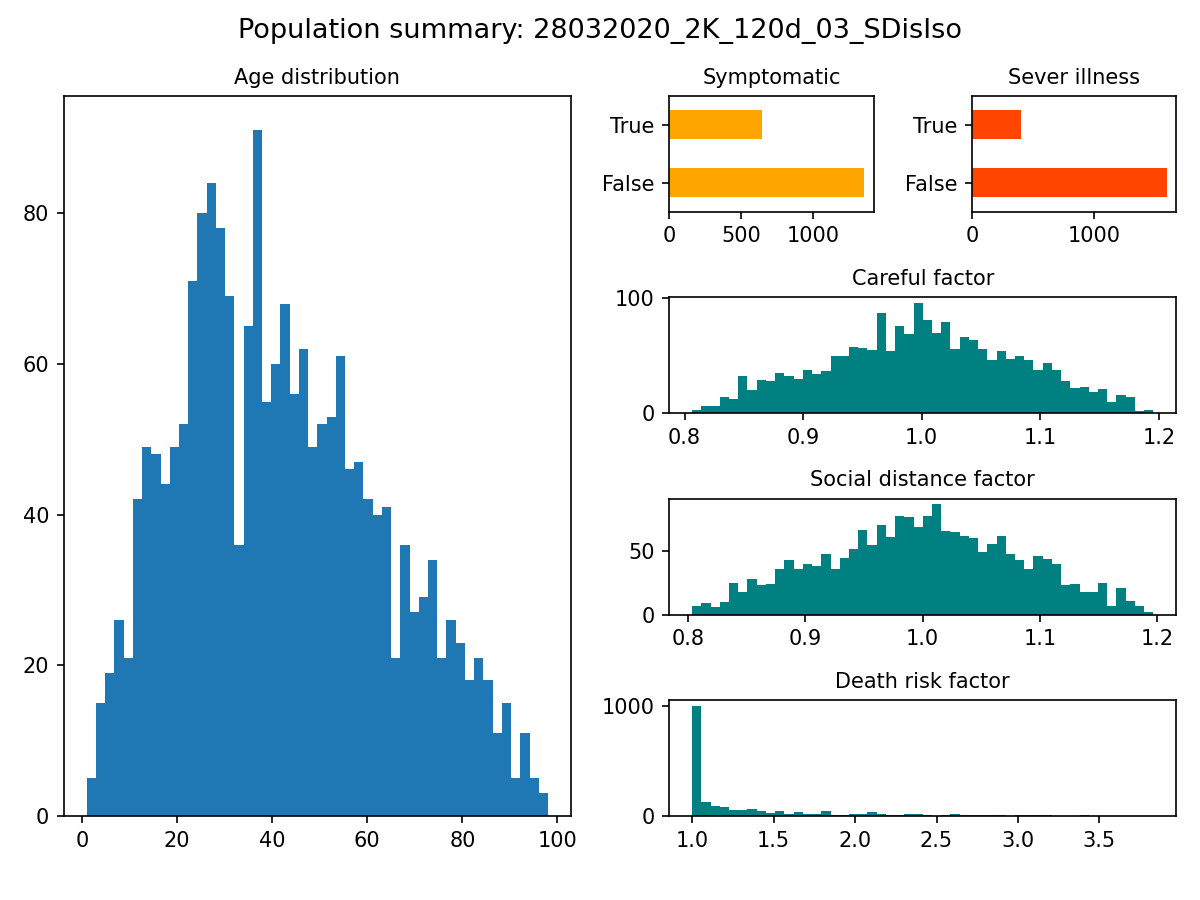 Population summary: 28032020_2K_120d_03_SDisIso
Age distribution
80
60
40
20
0
0 20 40 60 80 100
Symptomatic
True
False
0 500 1000
Sever illness
True
False
0 1000
Careful factor
100
0
0.8 0.9 1.0 1.1 1.2
Social distance factor
50
0
0.8 0.9 1.0 1.1 1.2
Death risk factor
1000
0
1.0 1.5 2.0 2.5 3.0 3.5